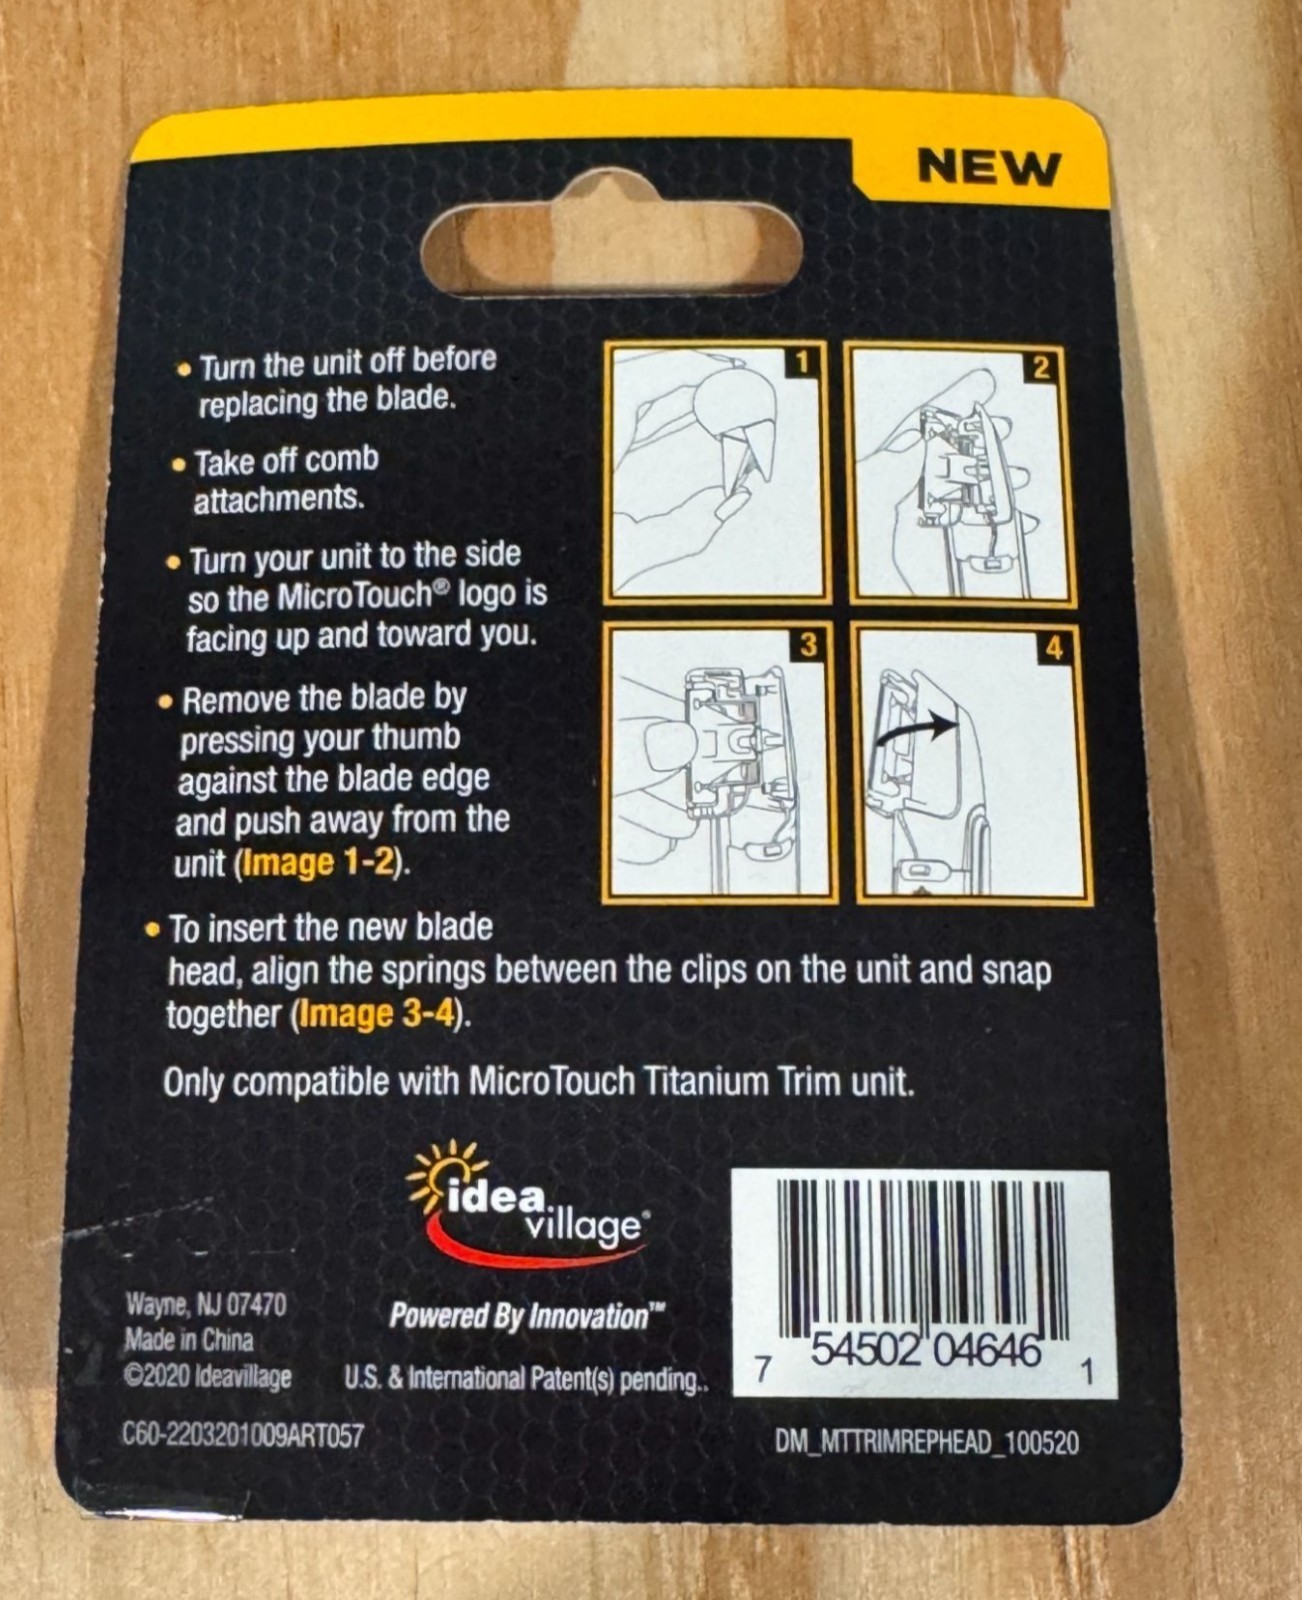 NEW
• Turn the unit off before
replacing the blade.
• Take off comb
attachments.
• Turn your unit to the side
so the MicroTouch® logo is
facing up and toward you.
• Remove the blade by
pressing your thumb
against the blade edge
and push away from the
unit (Image 1-2).
• To insert the new blade
head, align the springs between the clips on the unit and snap
together (Image 3-4).
Only compatible with MicroTouch Titanium Trim unit.
1
2
3
4
idea
village®
Powered By Innovation™
Wayne, NJ 07470
Made in China
©2020 Ideavillage
U.S. & International Patent(s) pending..
C60-2203201009ART057
7 54502 04646 1
DM_MTTRIMREPHEAD_100520